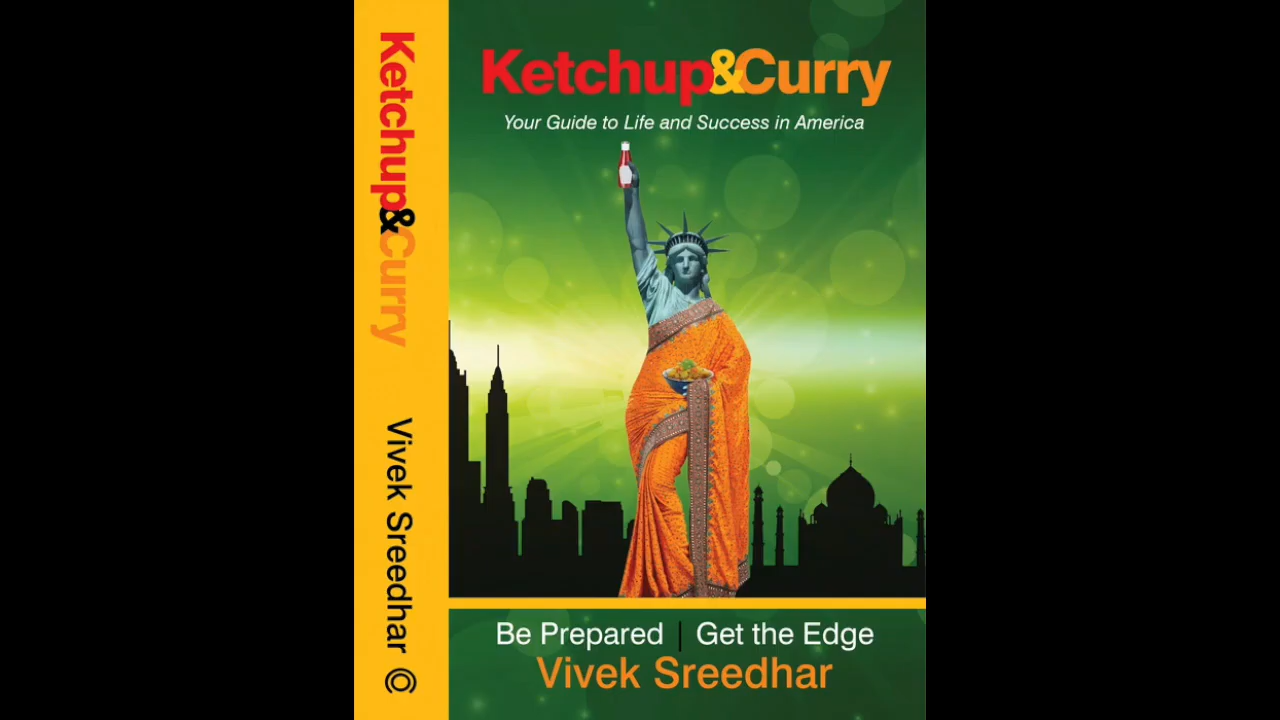 Ketchup&Curry
Vivek Sreedhar
Ketchup&Curry
Your Guide to Life and Success in America
Be Prepared | Get the Edge
Vivek Sreedhar